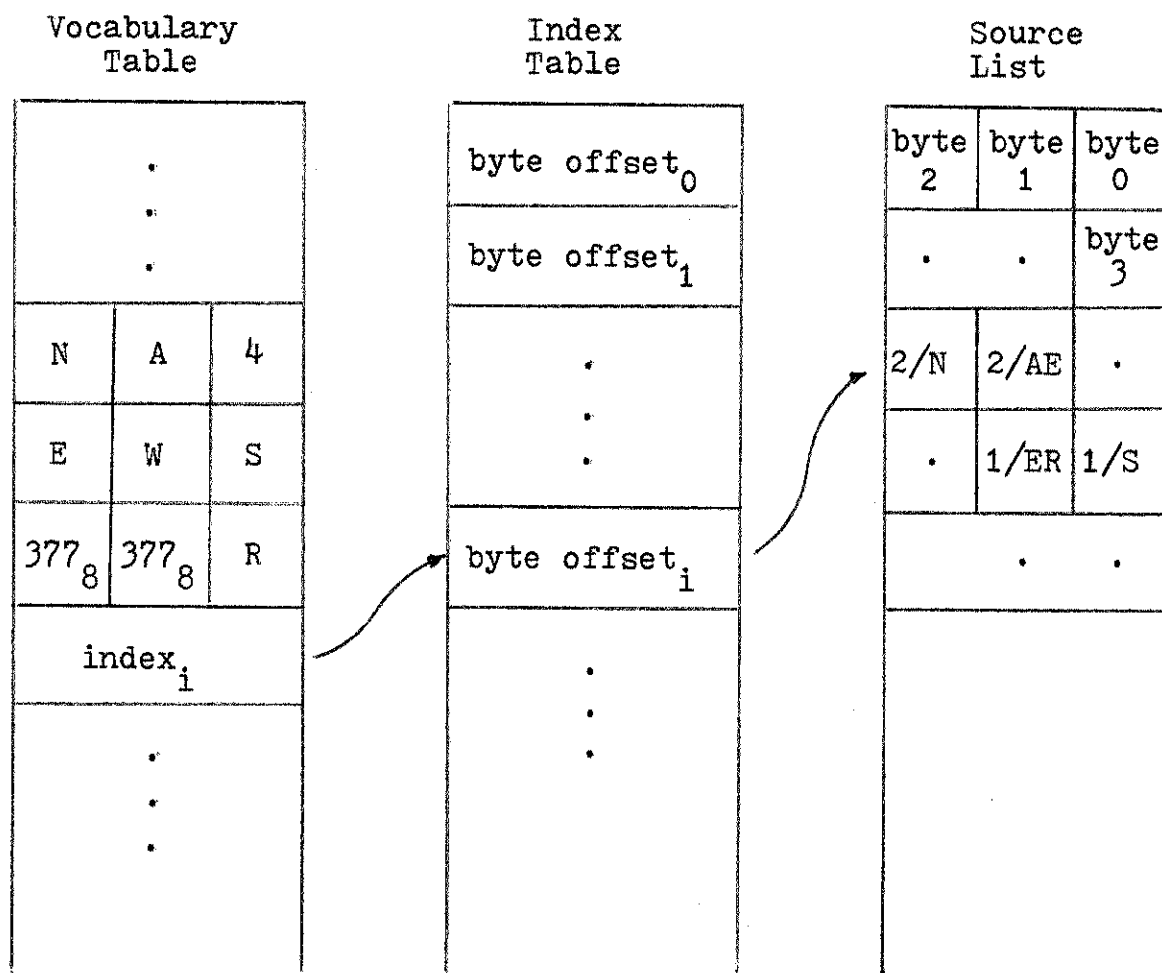 Vocabulary
Table
.
.
.
N A 4
E W S
377₈ 377₈ R
indexᵢ
.
.
.
Index
Table
byte offset₀
byte offset₁
.
.
.
byte offsetᵢ
.
.
.
Source
List
byte byte byte
2 1 0
. . byte
3
2/N 2/AE .
. 1/ER 1/S
. .